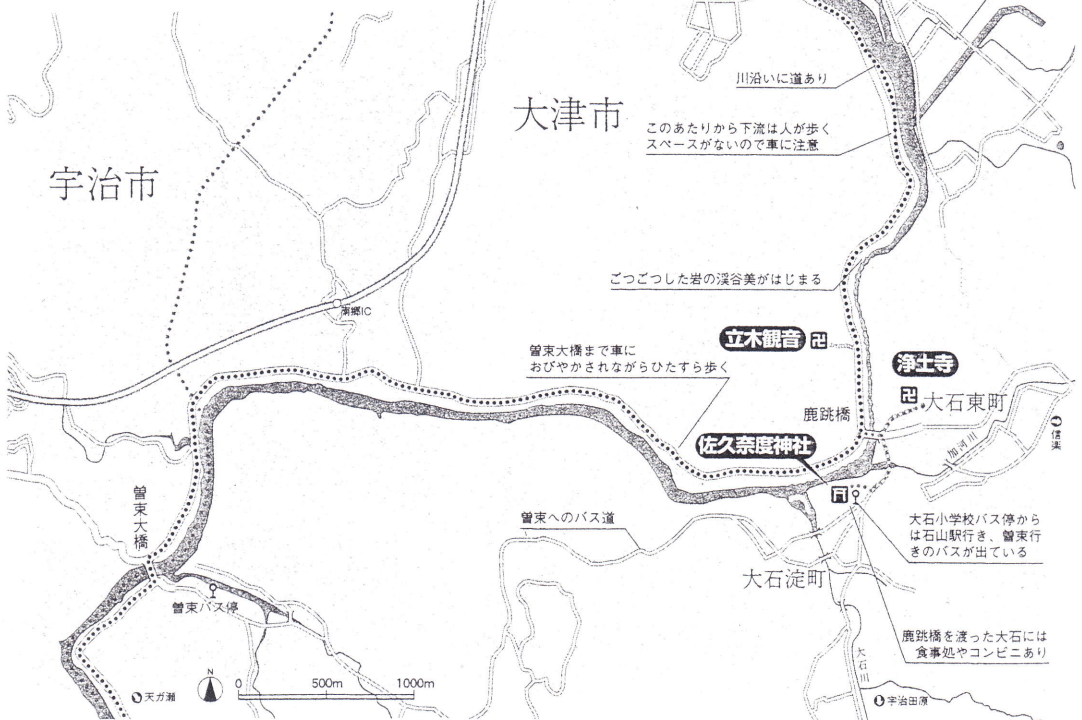 川沿いに道あり
大津市
このあたりから下流は人が歩く
スペースがないので車に注意
宇治市
ごつごつした岩の渓谷美がはじまる
南郷IC
立木観音
曽束大橋まで車に
おびやかされながらひたすら歩く
浄土寺
大石東町
鹿跳橋
信楽
佐久奈度神社
曽束大橋
曽束へのバス道
大石小学校バス停から
は石山駅行き、曽束行
きのバスが出ている
大石淀町
曽束バス停
鹿跳橋を渡った大石には
食事処やコンビニあり
大石川
N
0 500m 1000m
天ガ瀬
宇治田原